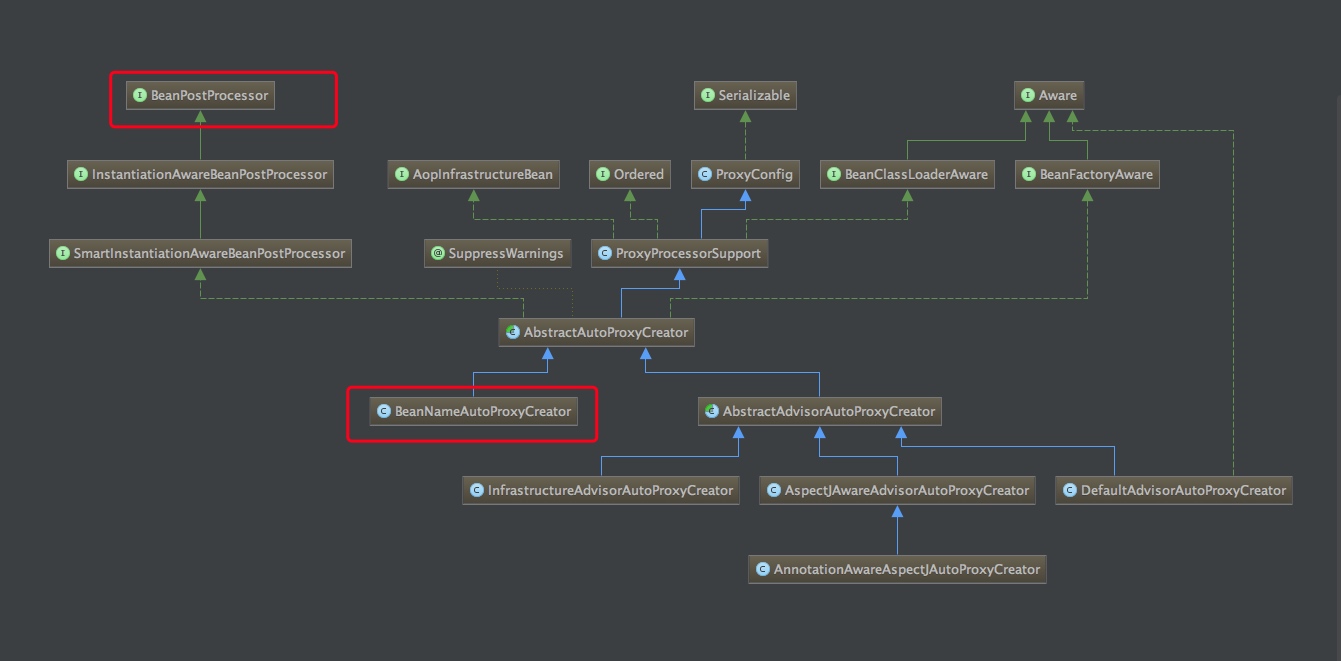 BeanPostProcessor
Serializable
Aware
InstantiationAwareBeanPostProcessor
AopInfrastructureBean
Ordered
ProxyConfig
BeanClassLoaderAware
BeanFactoryAware
SmartInstantiationAwareBeanPostProcessor
SuppressWarnings
ProxyProcessorSupport
AbstractAutoProxyCreator
BeanNameAutoProxyCreator
AbstractAdvisorAutoProxyCreator
InfrastructureAdvisorAutoProxyCreator
AspectJAwareAdvisorAutoProxyCreator
DefaultAdvisorAutoProxyCreator
AnnotationAwareAspectJAutoProxyCreator